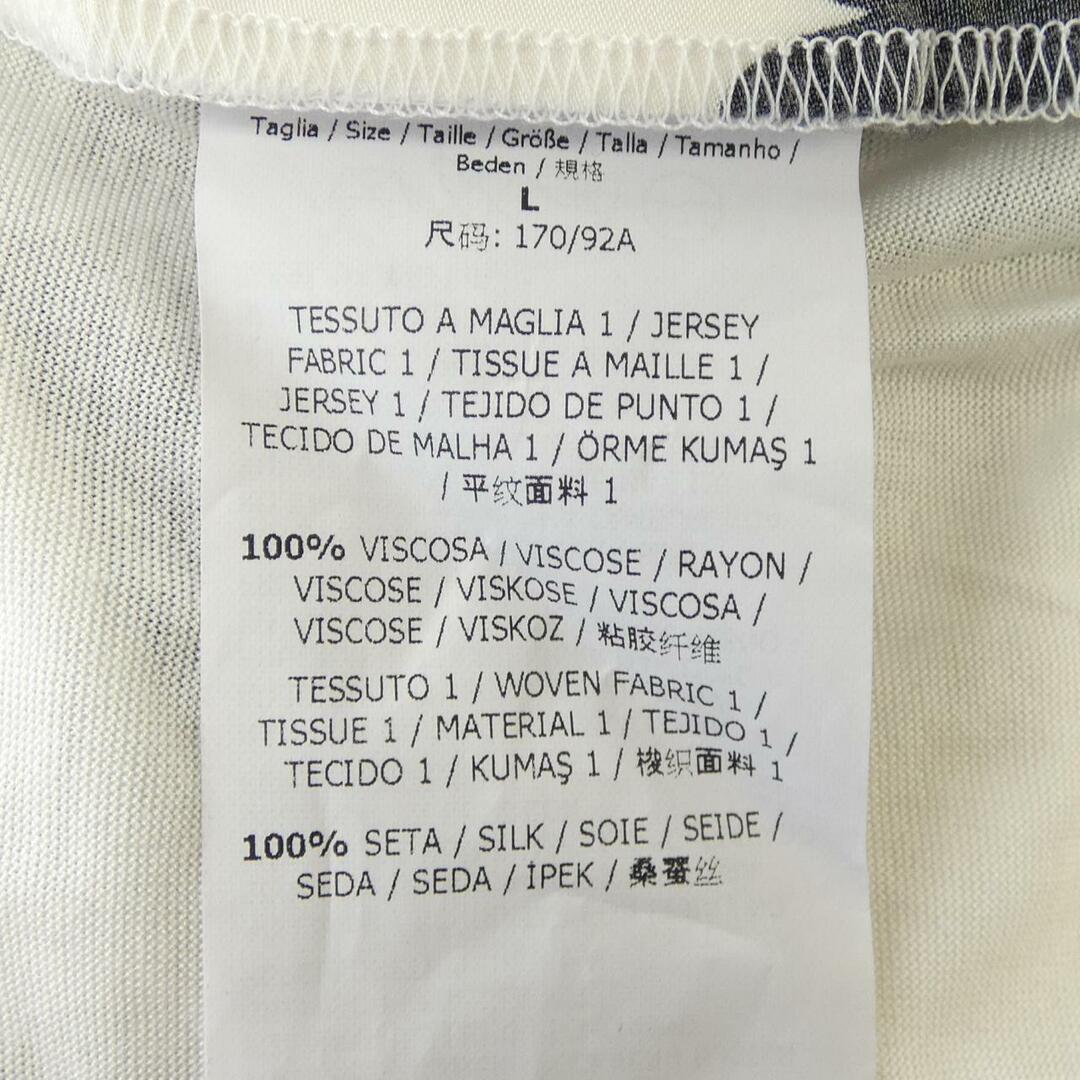 Taglia / Size / Taille / Größe / Talla / Tamanho /
Beden / 規格
L
尺码: 170/92A
TESSUTO A MAGLIA 1 / JERSEY
FABRIC 1 / TISSUE A MAILLE 1 /
JERSEY 1 / TEJIDO DE PUNTO 1 /
TECIDO DE MALHA 1 / ÖRME KUMAŞ 1
/ 平纹面料 1
100% VISCOSA / VISCOSE / RAYON /
VISCOSE / VISKOSE / VISCOSA /
VISCOSE / VISKOZ / 粘胶纤维
TESSUTO 1 / WOVEN FABRIC 1 /
TISSUE 1 / MATERIAL 1 / TEJIDO 1 /
TECIDO 1 / KUMAŞ 1 / 梭织面料 1
100% SETA / SILK / SOIE / SEIDE /
SEDA / SEDA / İPEK / 桑蚕丝